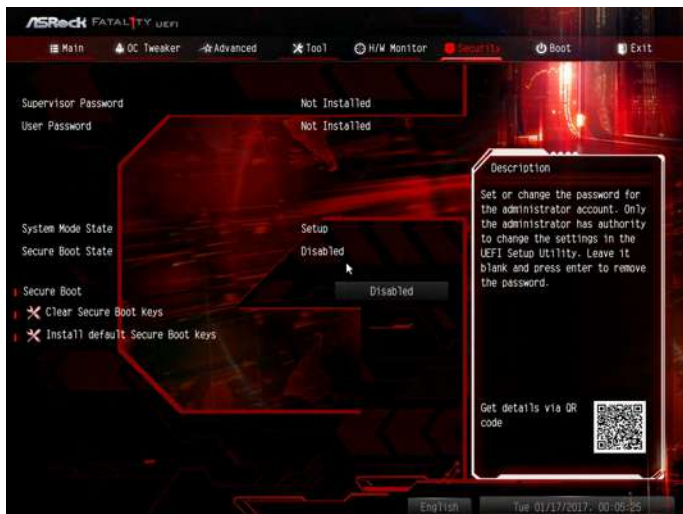 ASRock FATAL1TY UEFI
Main OC Tweaker Advanced Tool H/W Monitor Security Boot Exit
Supervisor Password Not Installed
User Password Not Installed
System Mode State Setup
Secure Boot State Disabled
Secure Boot Disabled
Clear Secure Boot keys
Install default Secure Boot keys
Description
Set or change the password for
the administrator account. Only
the administrator has authority
to change the settings in the
UEFI Setup Utility. Leave it
blank and press enter to remove
the password.
Get details via QR
code
English Tue 01/17/2017. 00:05:25